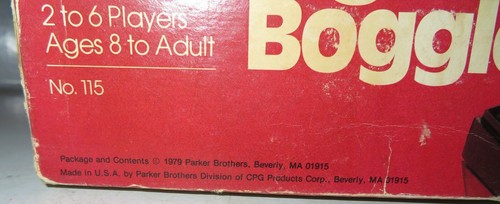 2 to 6 Players
Ages 8 to Adult
No. 115
Boggle
Package and Contents © 1979 Parker Brothers, Beverly, MA 01915
Made in U.S.A. by Parker Brothers Division of CPG Products Corp., Beverly, MA 01915